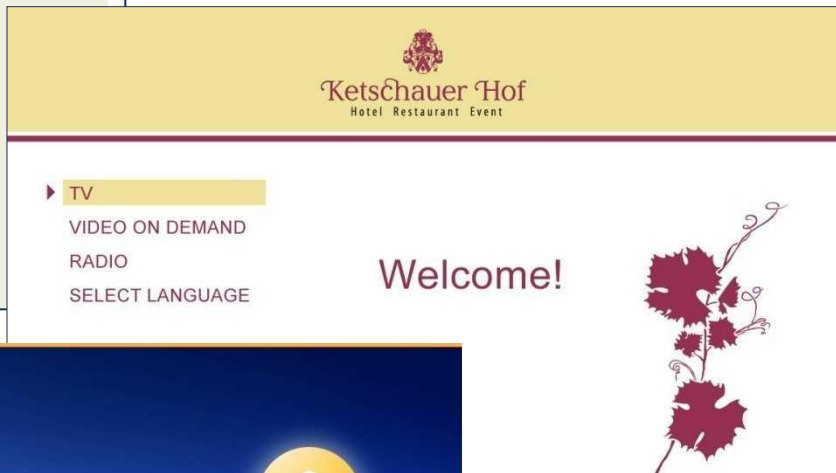 Ketschauer Hof
Hotel Restaurant Event
TV
VIDEO ON DEMAND
RADIO
SELECT LANGUAGE
Welcome!